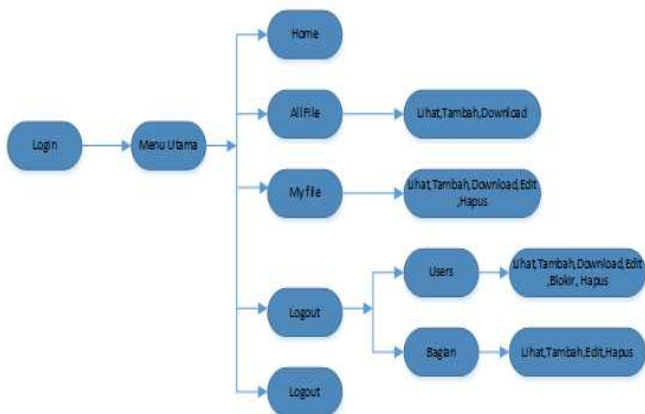 Home
All File
Lihat,Tambah,Download
Login
Menu Utama
My file
Lihat,Tambah,Download,Edit
,Hapus
Users
Lihat,Tambah,Download,Edit
,Blokir, Hapus
Logout
Bagian
Lihat,Tambah,Edit,Hapus
Logout